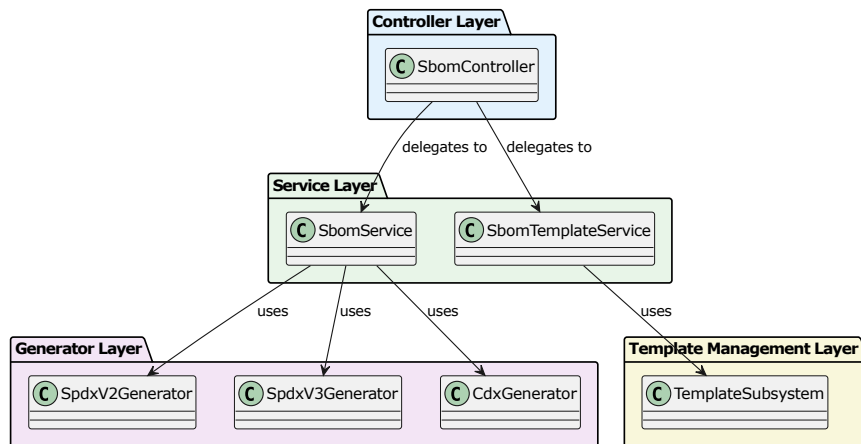 Controller Layer
C SbomController
delegates to
delegates to
Service Layer
C SbomService
C SbomTemplateService
uses
uses
uses
uses
Generator Layer
Template Management Layer
C SpdxV2Generator
C SpdxV3Generator
C CdxGenerator
C TemplateSubsystem